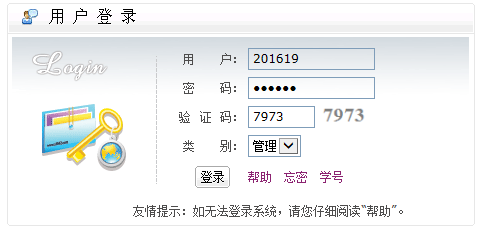 用 户 登 录
Login
用 户: 201619
密 码: ●●●●●●
验 证 码: 7973 7973
类 别: 管理
登录 帮助 忘密 学号
友情提示：如无法登录系统，请您仔细阅读“帮助”。